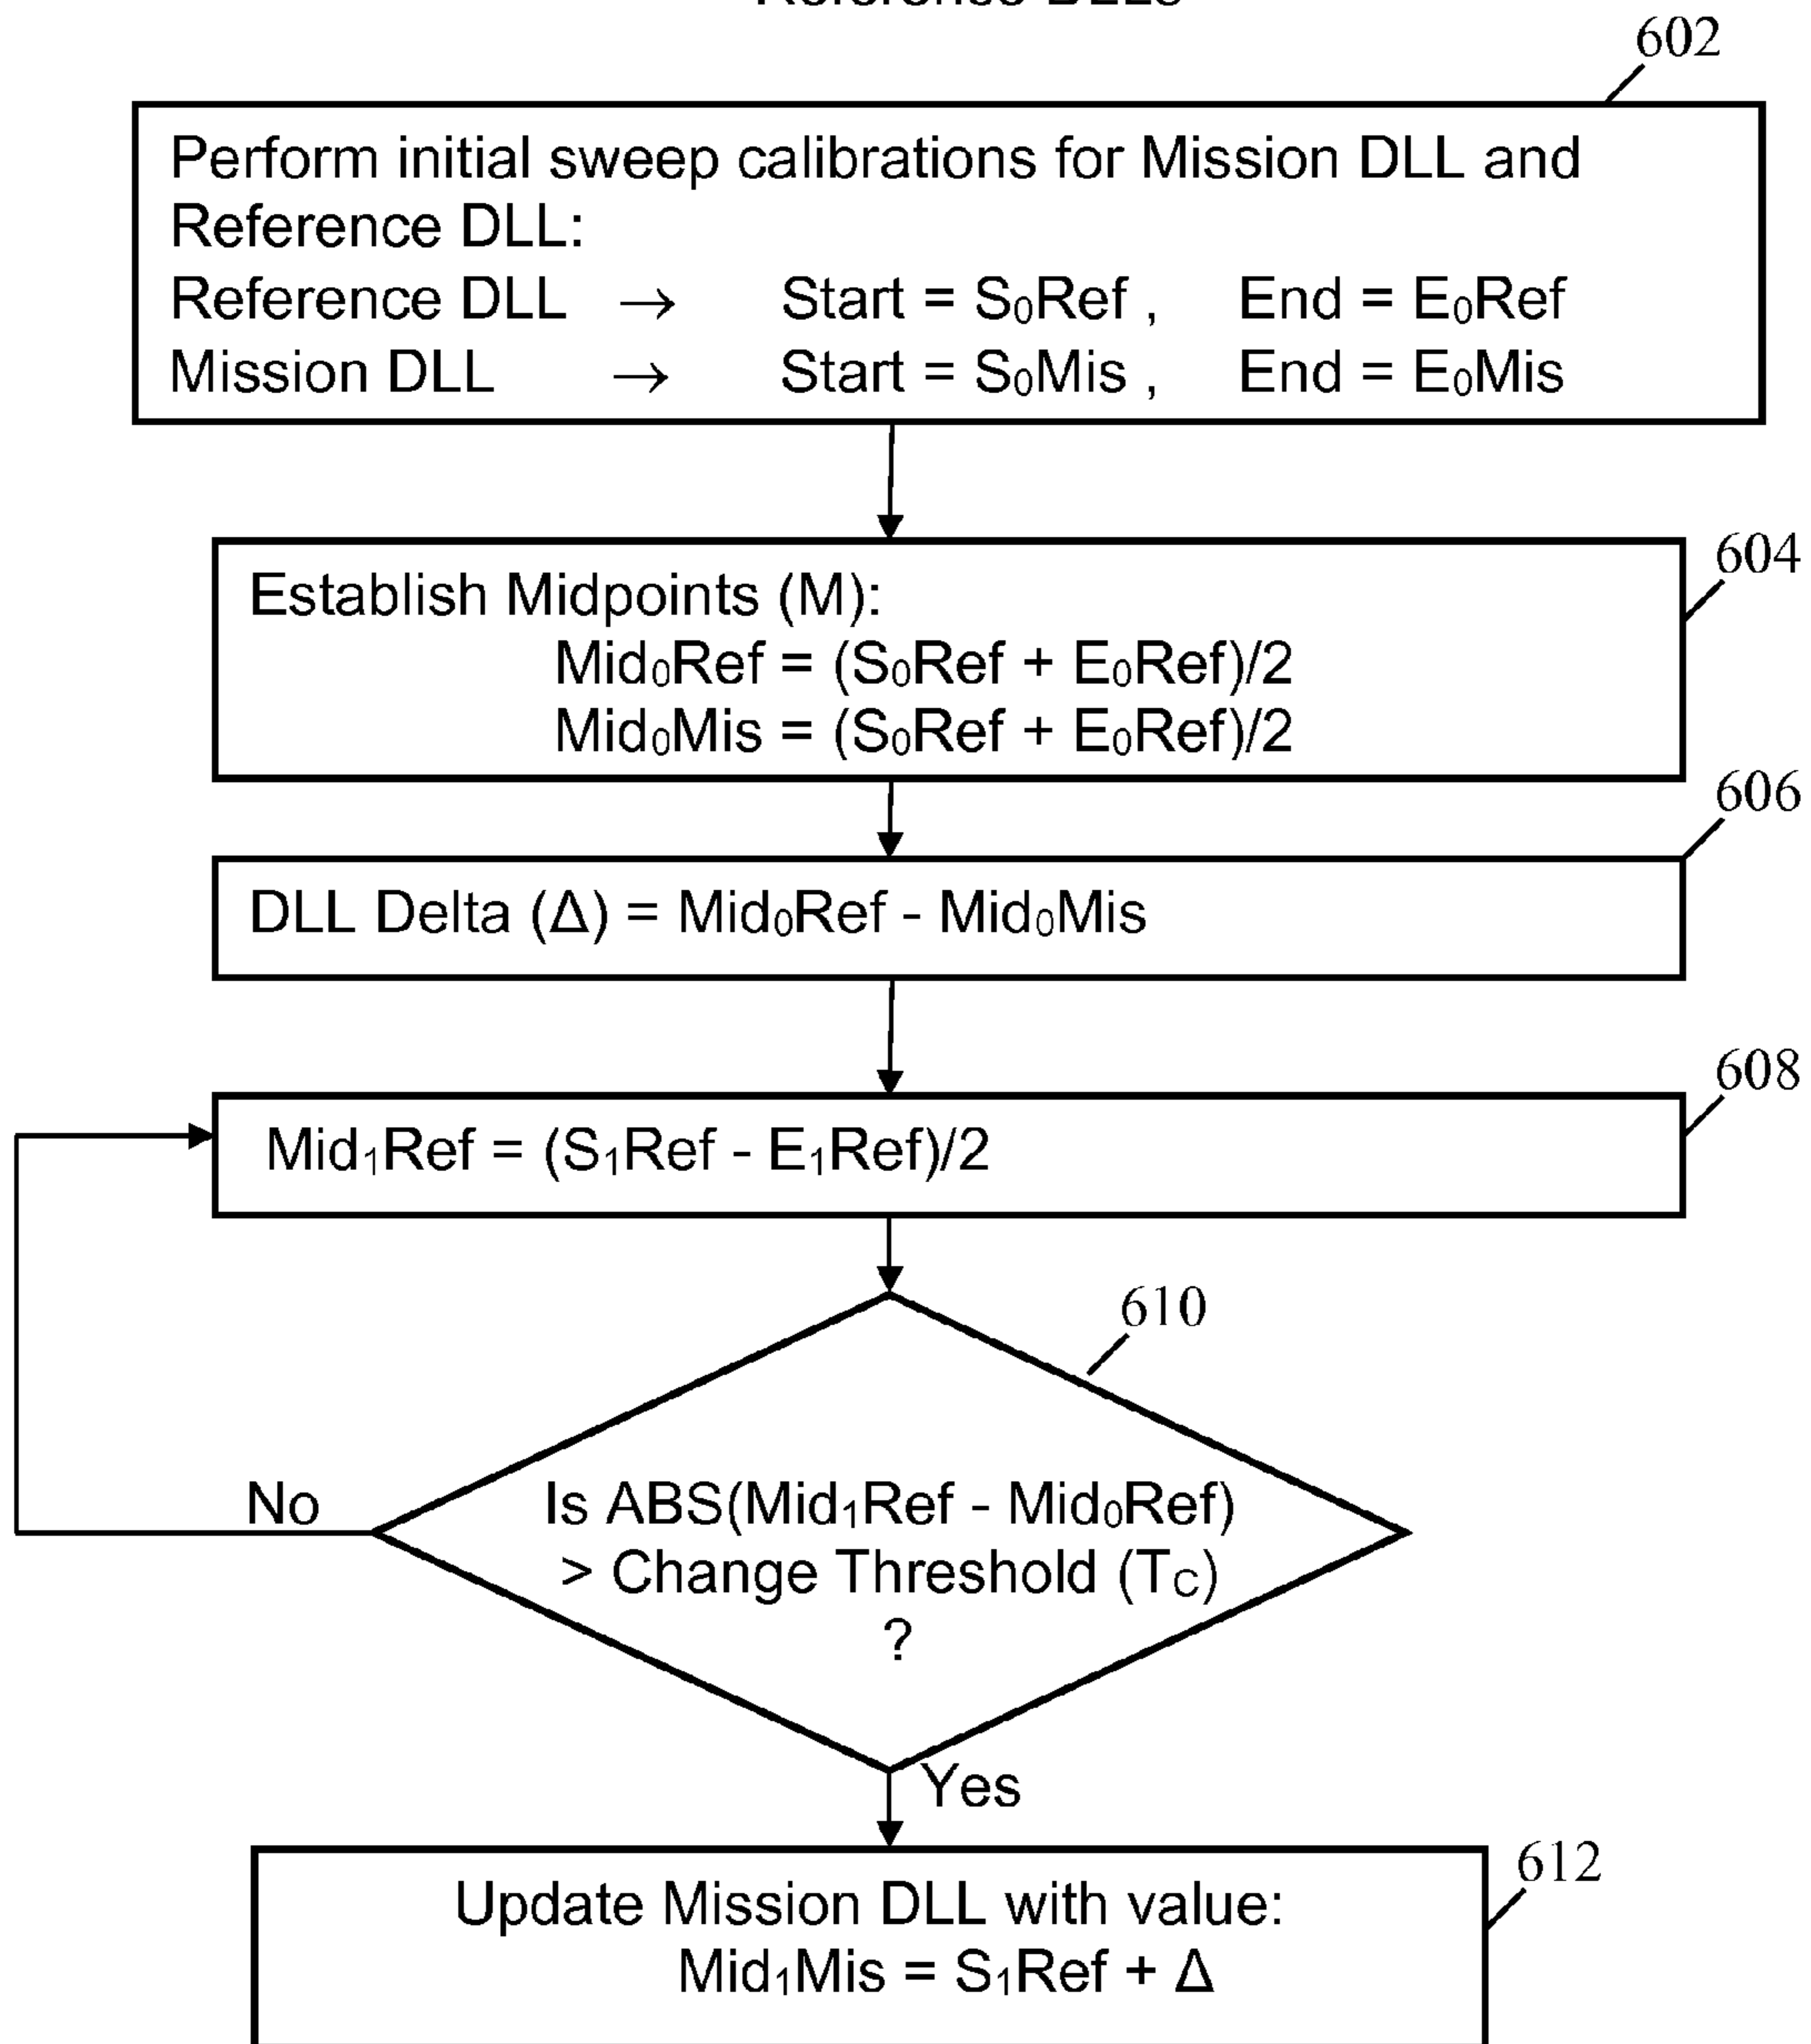 602
Perform initial sweep calibrations for Mission DLL and
Reference DLL:
Reference DLL → Start = S₀Ref , End = E₀Ref
Mission DLL → Start = S₀Mis , End = E₀Mis
604
Establish Midpoints (M):
Mid₀Ref = (S₀Ref + E₀Ref)/2
Mid₀Mis = (S₀Ref + E₀Ref)/2
606
DLL Delta (Δ) = Mid₀Ref - Mid₀Mis
608
Mid₁Ref = (S₁Ref - E₁Ref)/2
610
No
Is ABS(Mid₁Ref - Mid₀Ref)
> Change Threshold (T_C)
?
Yes
612
Update Mission DLL with value:
Mid₁Mis = S₁Ref + Δ